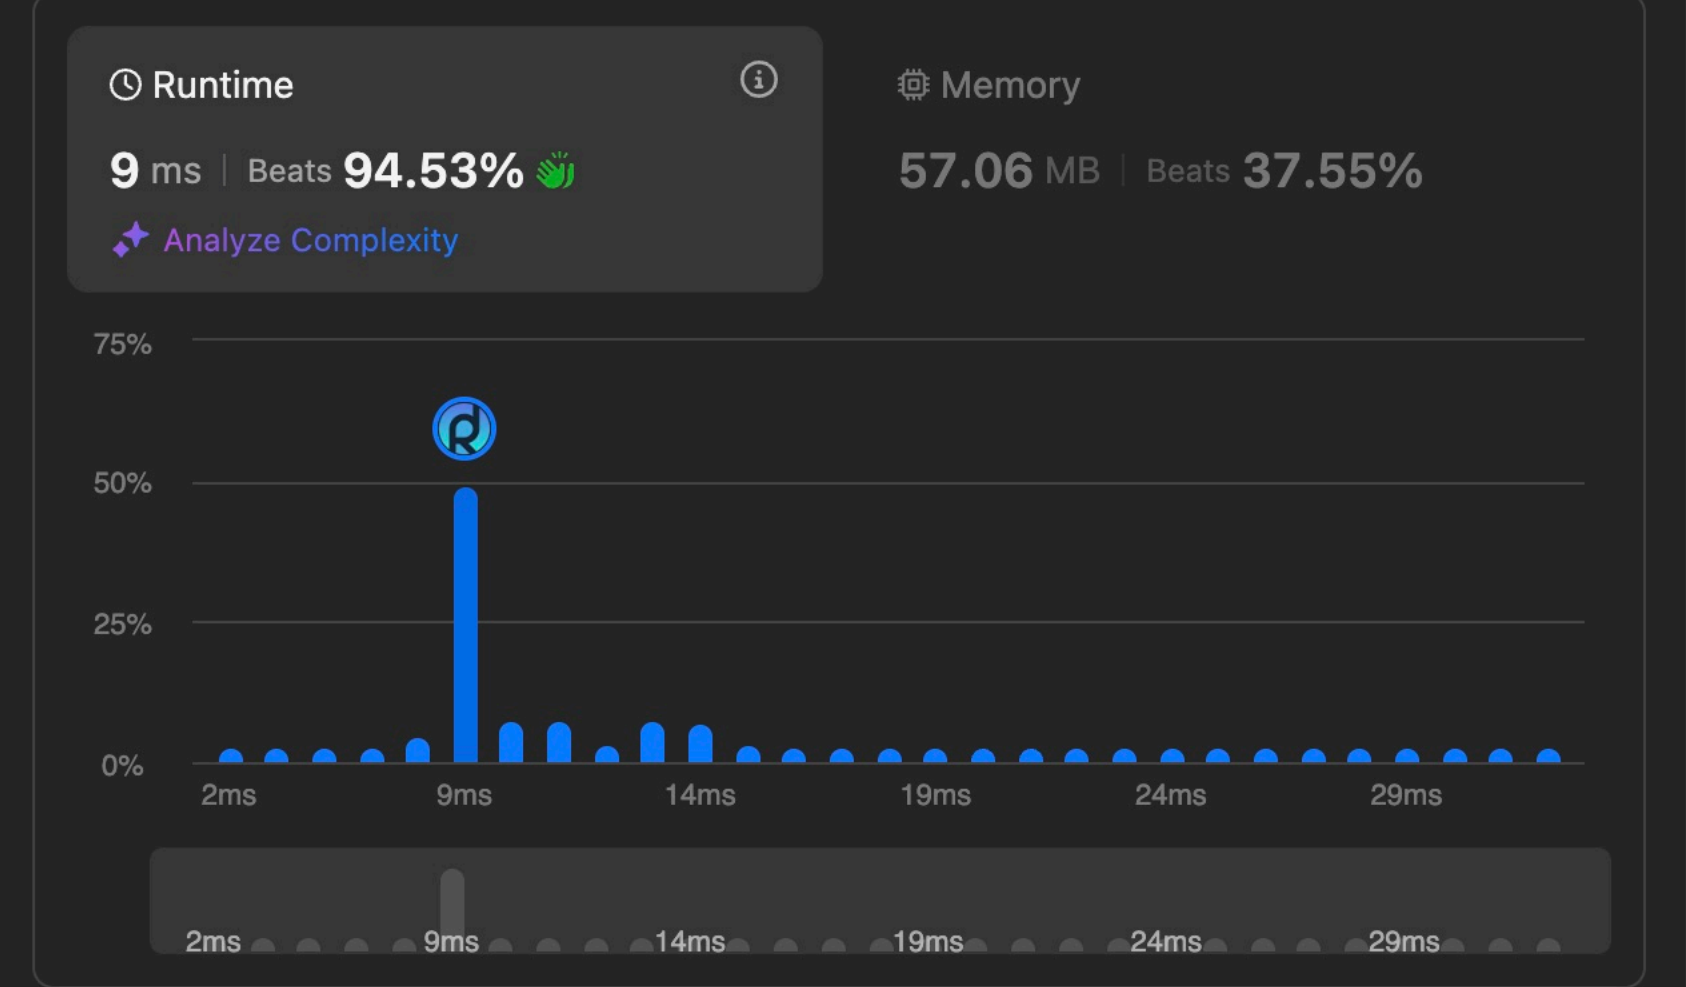 Runtime
9 ms | Beats 94.53%
Analyze Complexity
Memory
57.06 MB | Beats 37.55%
75%
50%
25%
0%
2ms 9ms 14ms 19ms 24ms 29ms
2ms 9ms 14ms 19ms 24ms 29ms